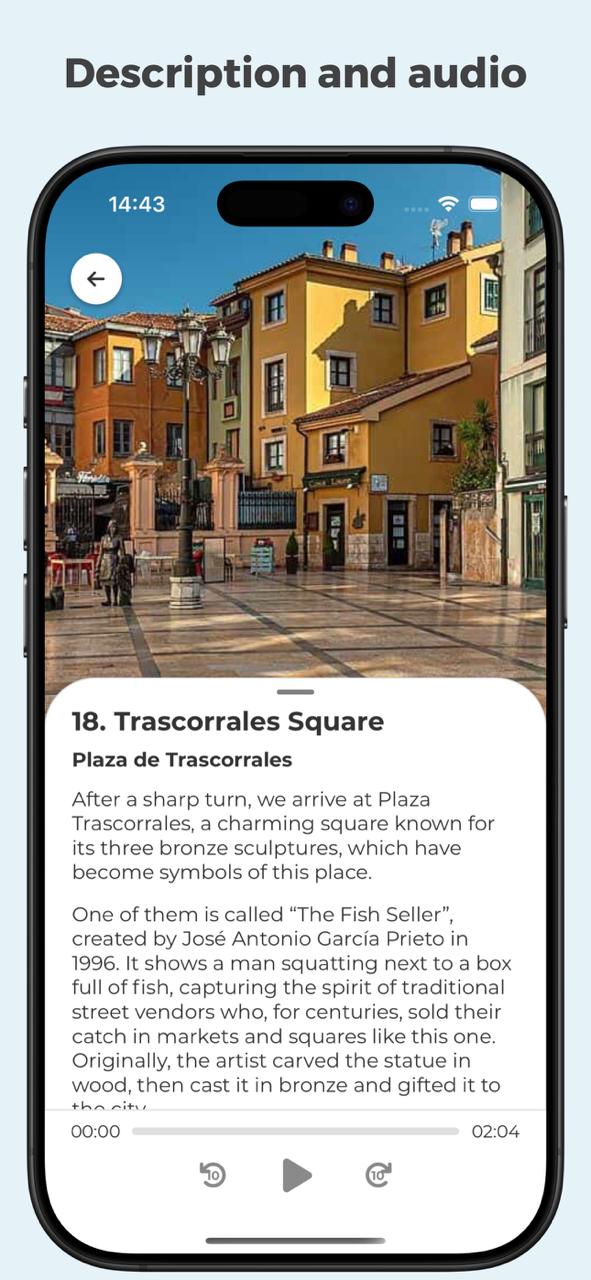 Description and audio
14:43
18. Trascorrales Square
Plaza de Trascorrales
After a sharp turn, we arrive at Plaza
Trascorrales, a charming square known for
its three bronze sculptures, which have
become symbols of this place.
One of them is called “The Fish Seller”,
created by José Antonio García Prieto in
1996. It shows a man squatting next to a box
full of fish, capturing the spirit of traditional
street vendors who, for centuries, sold their
catch in markets and squares like this one.
Originally, the artist carved the statue in
wood, then cast it in bronze and gifted it to
the city.
00:00 02:04
10 10